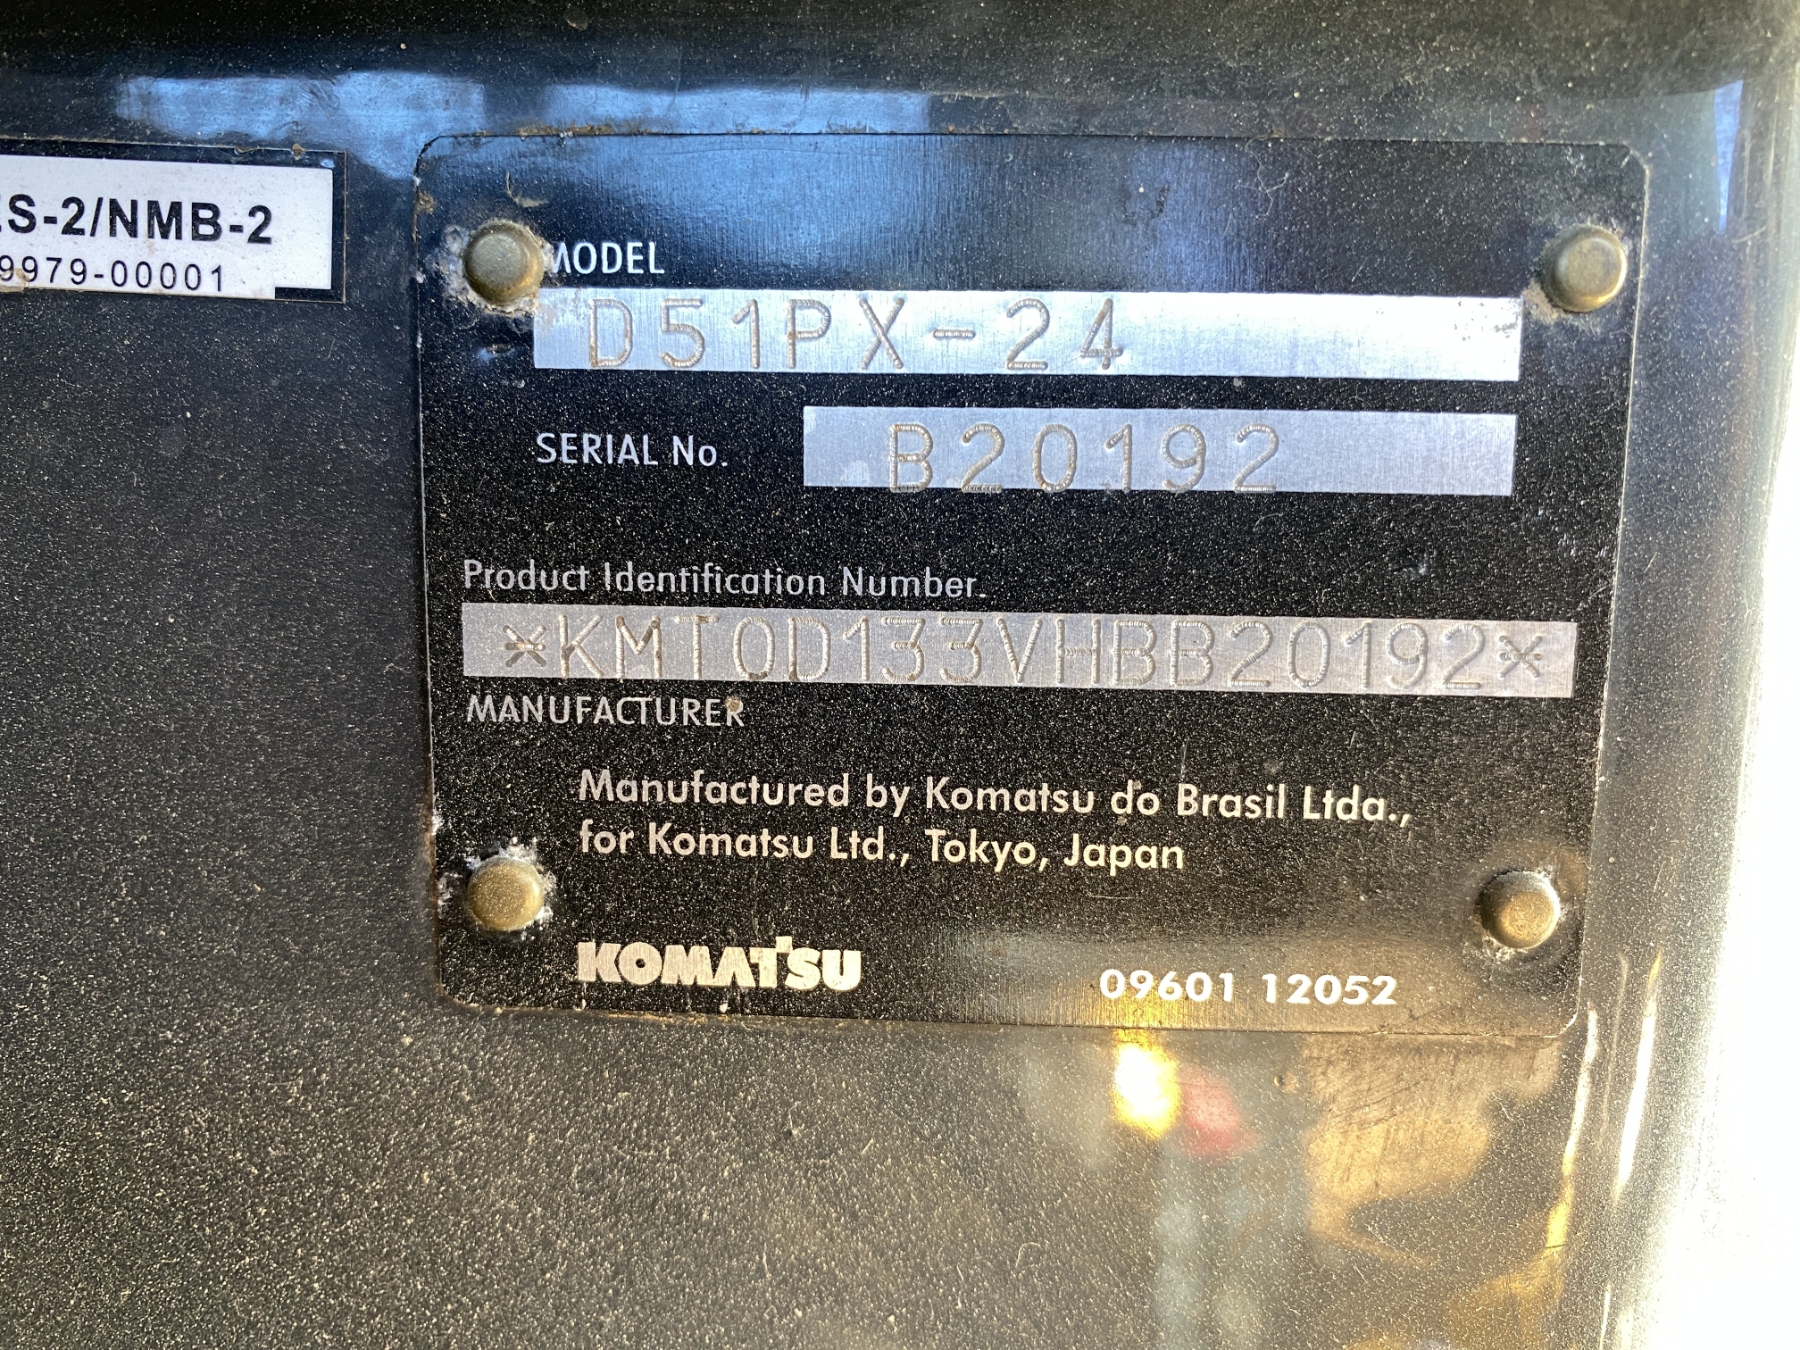 S-2/NMB-2
9979-00001
MODEL
D51PX-24
SERIAL No. B20192
Product Identification Number.
*KMT0D133VHBB20192*
MANUFACTURER
Manufactured by Komatsu do Brasil Ltda.,
for Komatsu Ltd., Tokyo, Japan
KOMATSU
09601 12052